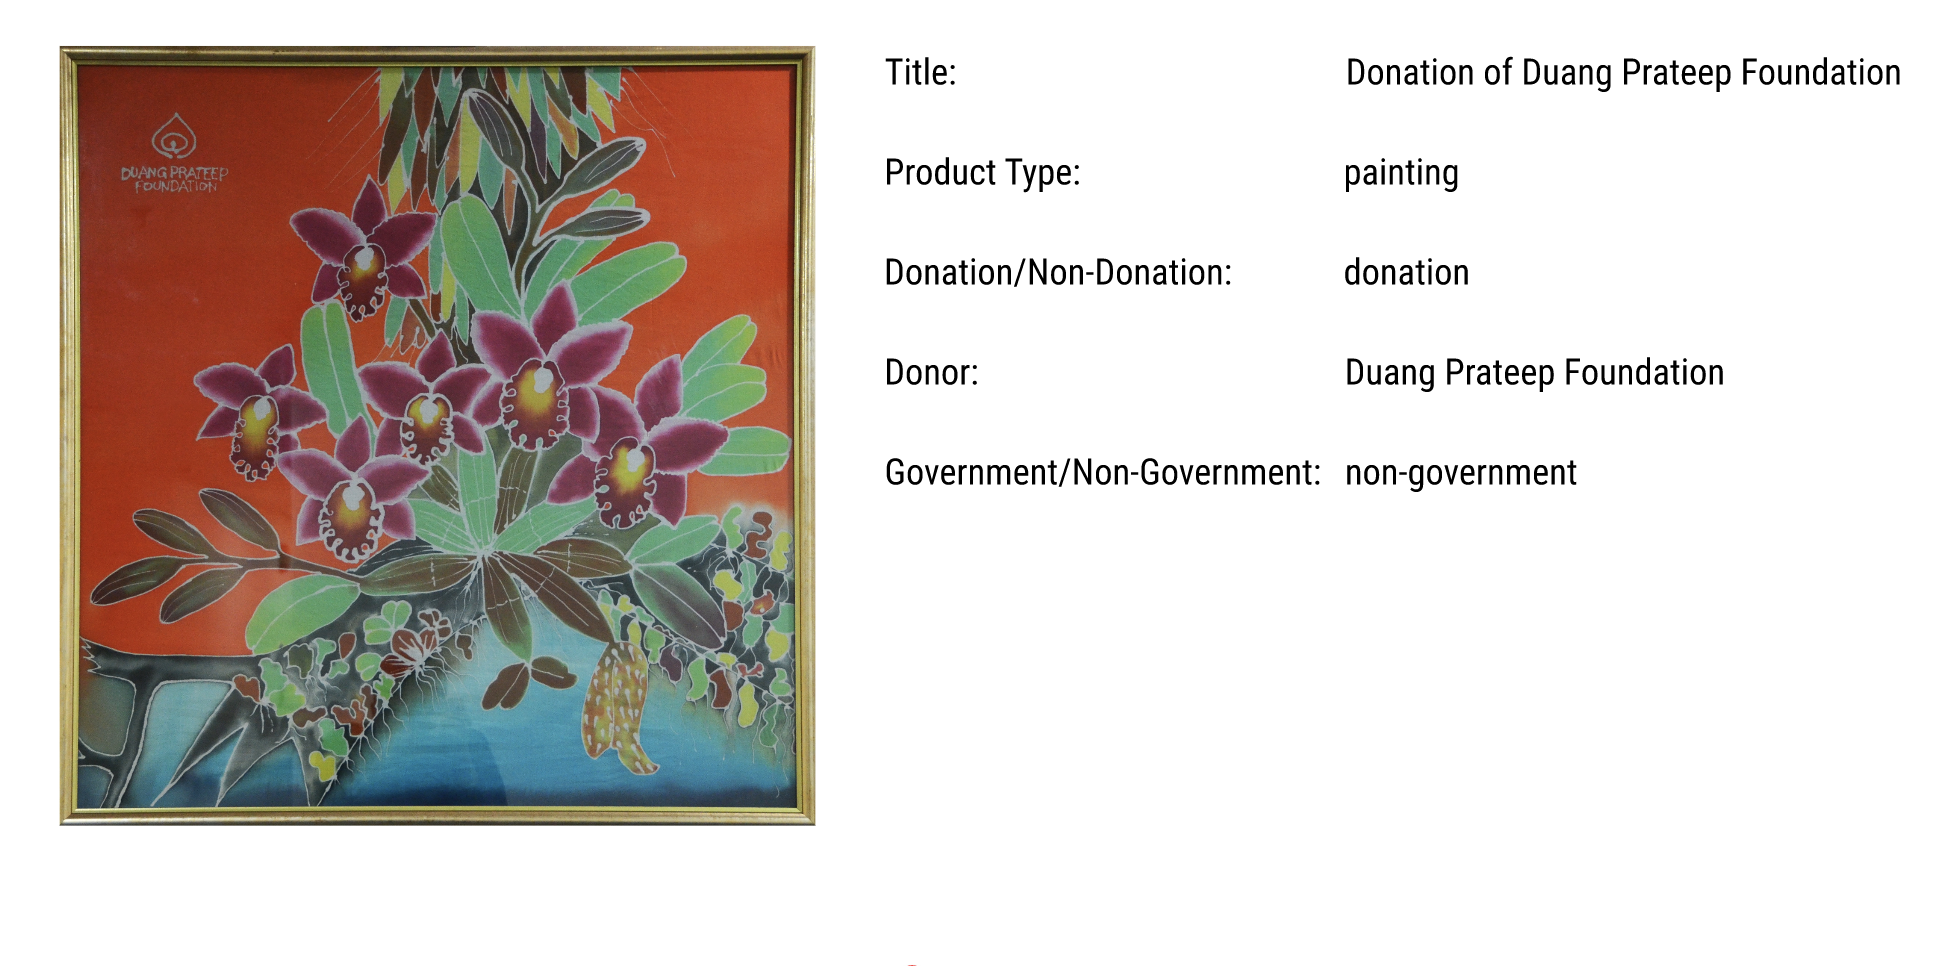 DUANG PRATEEP
FOUNDATION
Title: Donation of Duang Prateep Foundation
Product Type: painting
Donation/Non-Donation: donation
Donor: Duang Prateep Foundation
Government/Non-Government: non-government